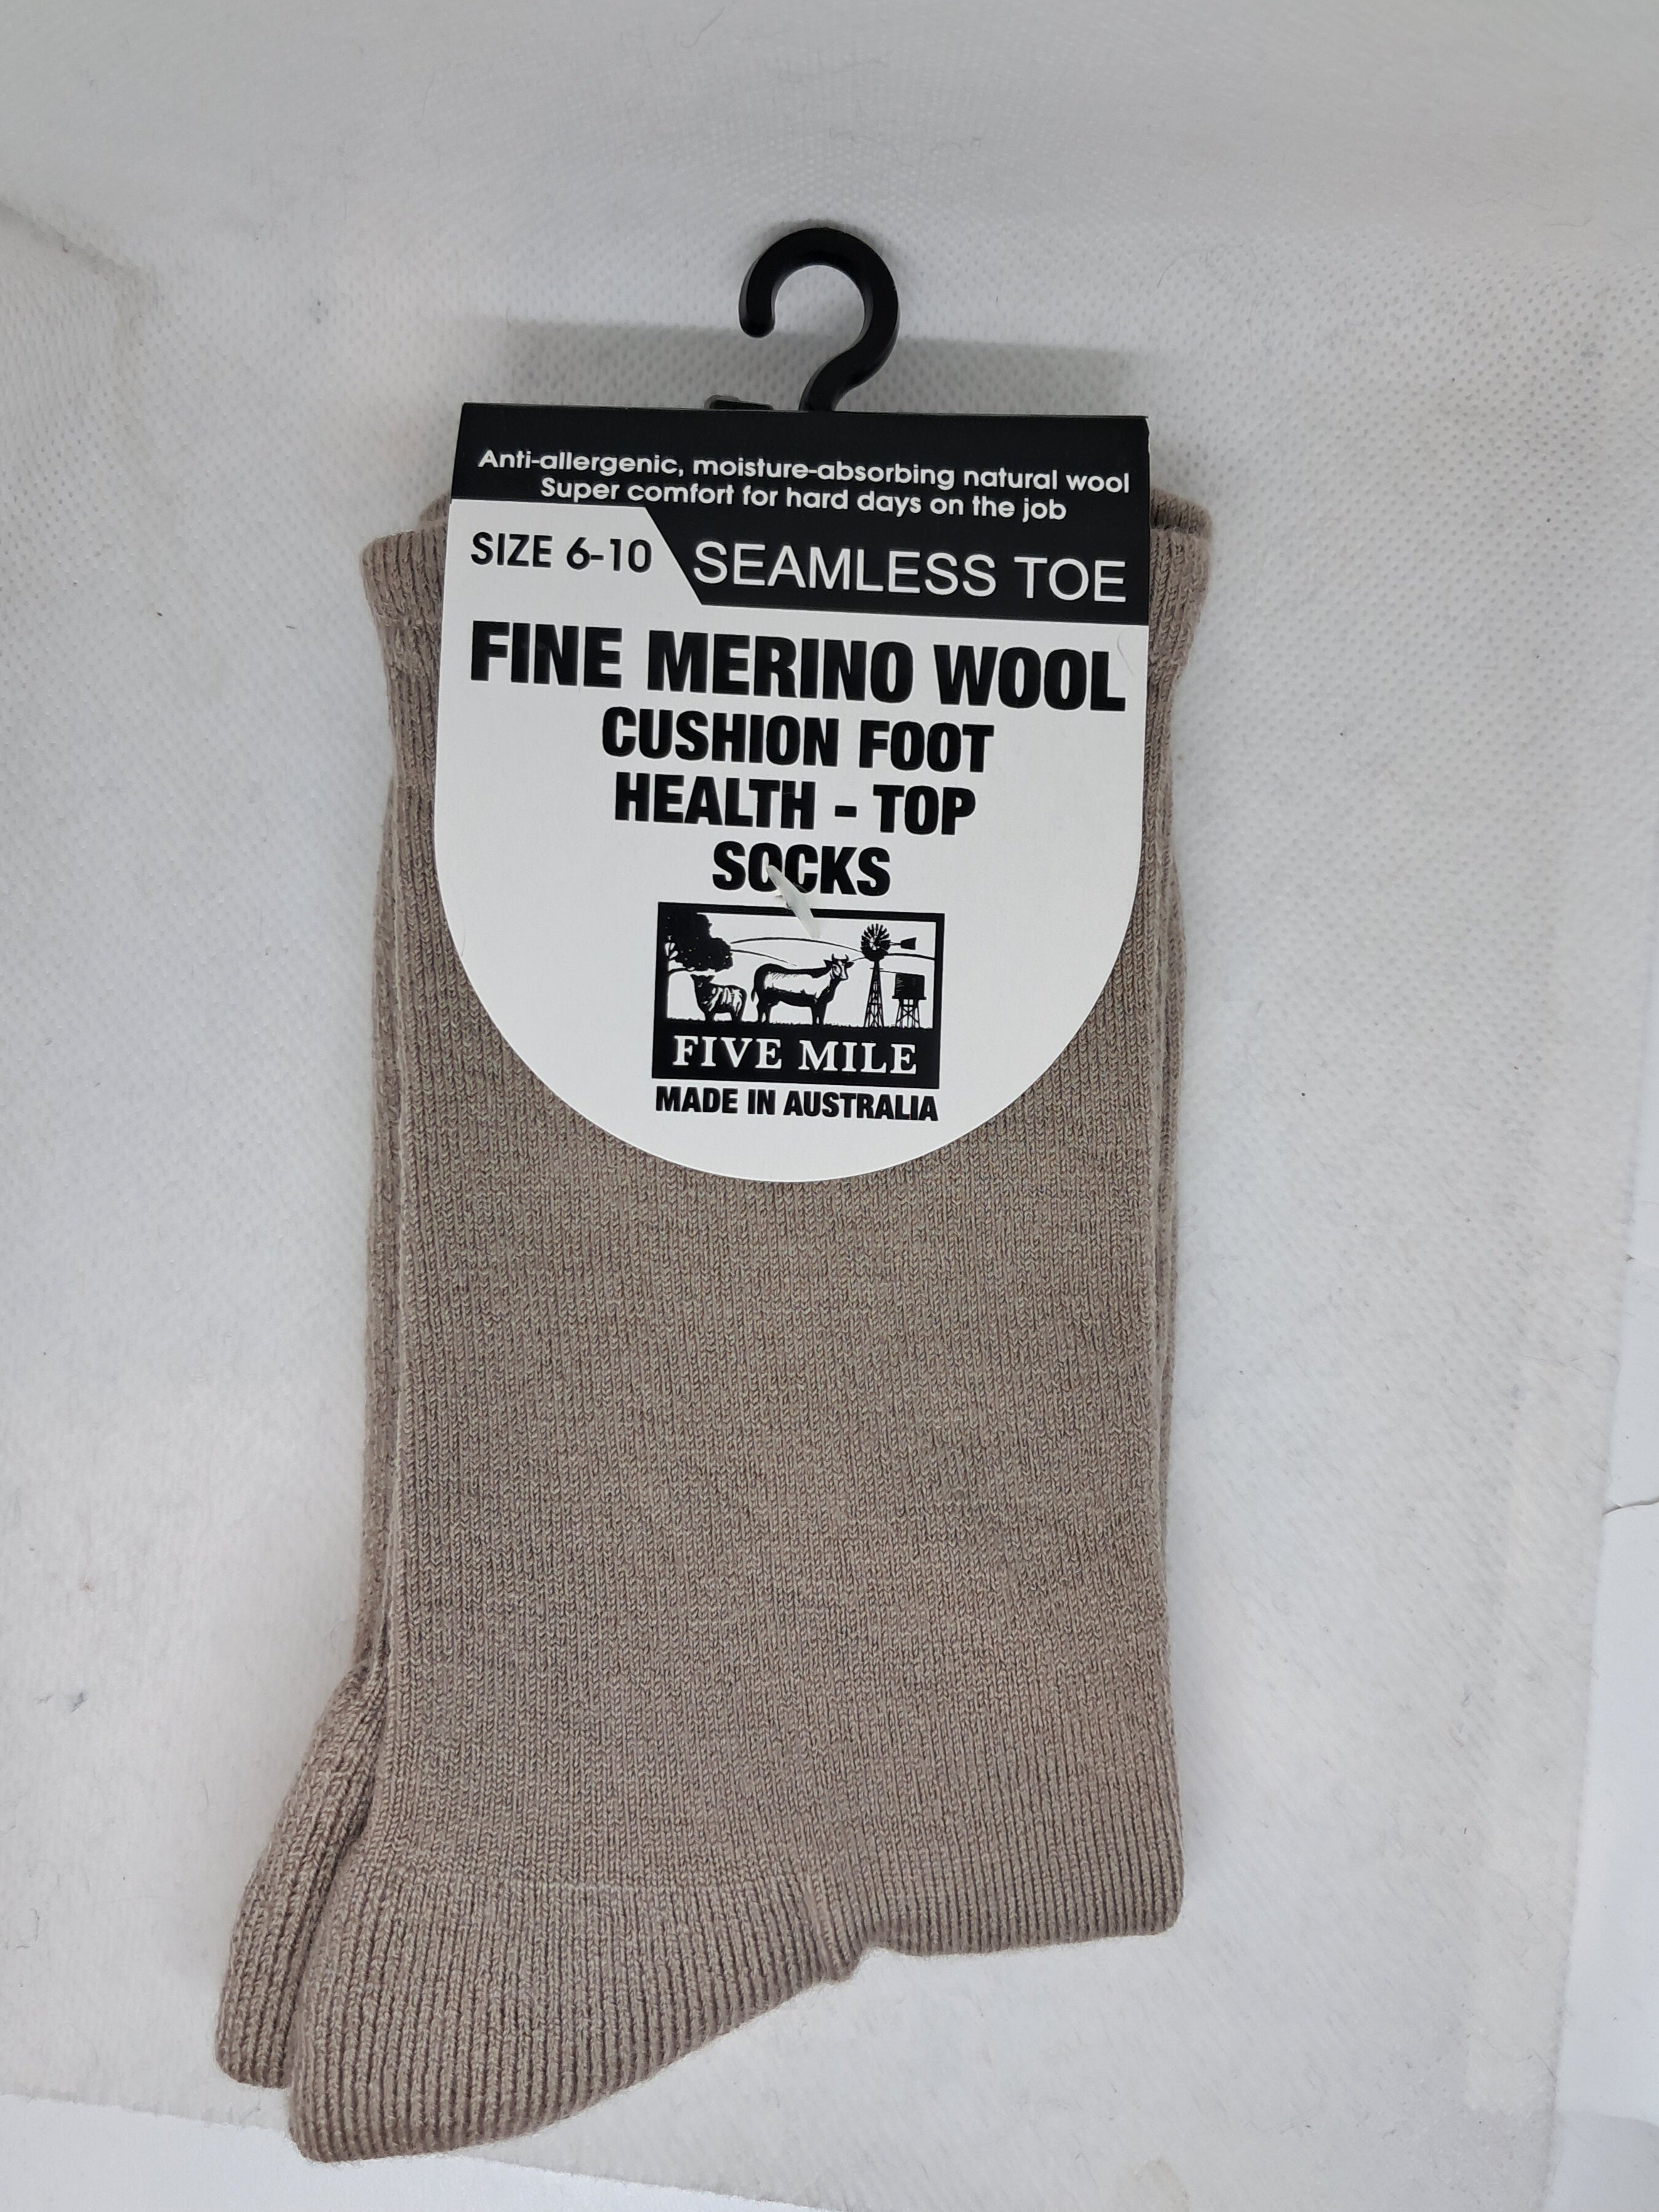 Anti-allergenic, moisture-absorbing natural wool
Super comfort for hard days on the job
SIZE 6-10
SEAMLESS TOE
FINE MERINO WOOL
CUSHION FOOT
HEALTH - TOP
SOCKS
FIVE MILE
MADE IN AUSTRALIA